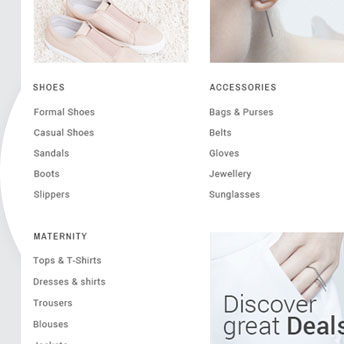 SHOES
Formal Shoes
Casual Shoes
Sandals
Boots
Slippers
ACCESSORIES
Bags & Purses
Belts
Gloves
Jewellery
Sunglasses
MATERNITY
Tops & T-Shirts
Dresses & shirts
Trousers
Blouses
Discover
great Deals